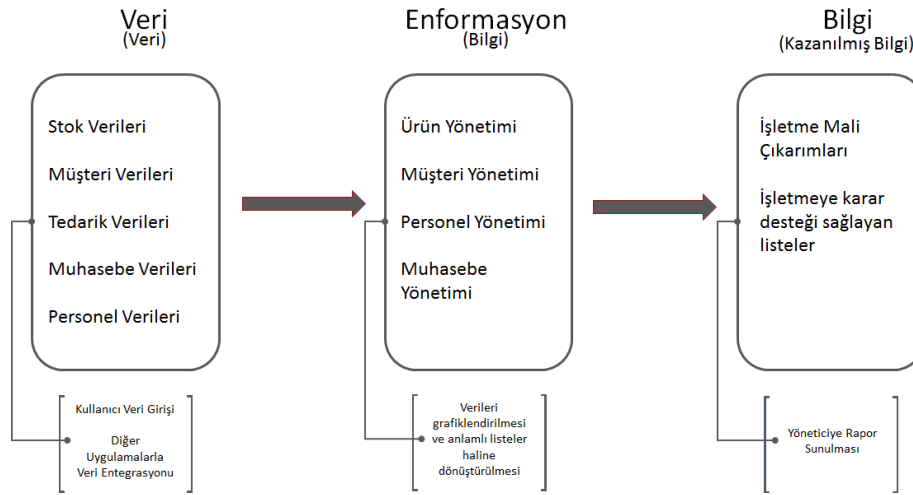 Veri
(Veri)
Stok Verileri
Müşteri Verileri
Tedarik Verileri
Muhasebe Verileri
Personel Verileri
Kullanıcı Veri Girişi
Diğer
Uygulamalarla
Veri Entegrasyonu
Enformasyon
(Bilgi)
Ürün Yönetimi
Müşteri Yönetimi
Personel Yönetimi
Muhasebe
Yönetimi
Verileri
grafiklendirilmesi
ve anlamlı listeler
haline
dönüştürülmesi
Bilgi
(Kazanılmış Bilgi)
İşletme Mali
Çıkarımları
İşletmeye karar
desteği sağlayan
listeler
Yöneticiye Rapor
Sunulması